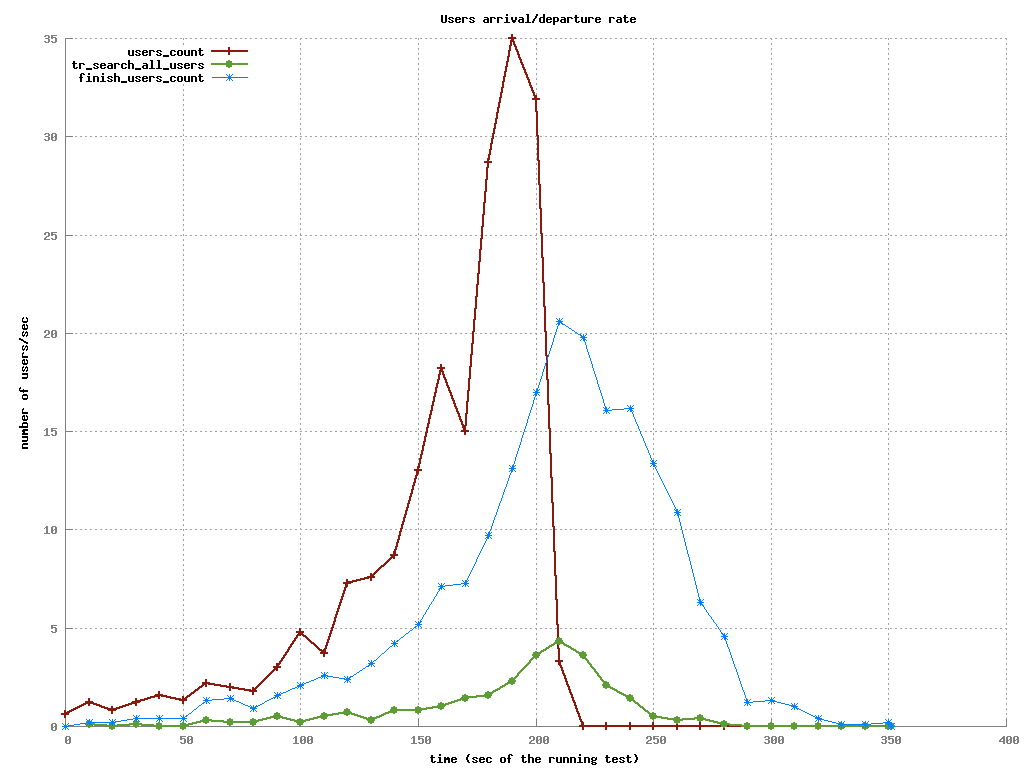 Users arrival/departure rate
users_count
tr_search_all_users
finish_users_count
35
30
25
20
15
10
5
0
number of users/sec
0 50 100 150 200 250 300 350 400
time (sec of the running test)